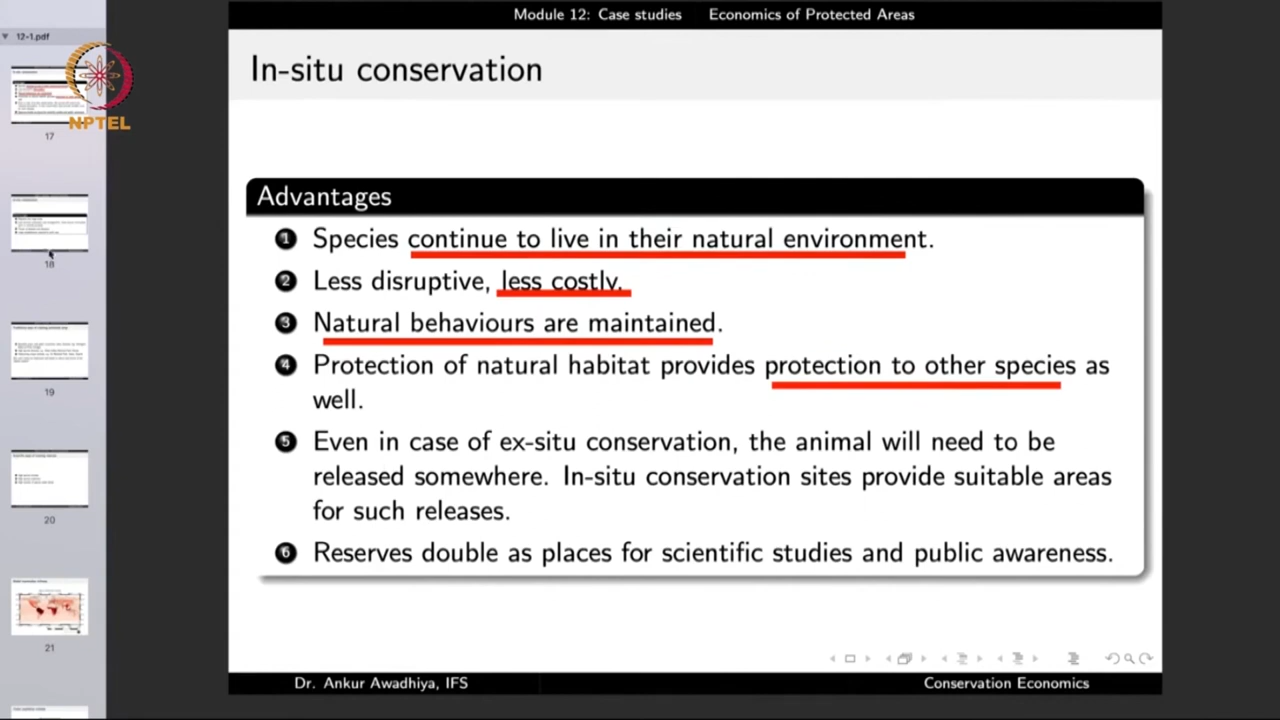 Module 12: Case studies Economics of Protected Areas
12-1.pdf
In-situ conservation
NPTEL
17
Advantages
1 Species continue to live in their natural environment.
2 Less disruptive, less costly.
3 Natural behaviours are maintained.
4 Protection of natural habitat provides protection to other species as
well.
5 Even in case of ex-situ conservation, the animal will need to be
released somewhere. In-situ conservation sites provide suitable areas
for such releases.
6 Reserves double as places for scientific studies and public awareness.
18
19
20
21
Dr. Ankur Awadhiya, IFS Conservation Economics